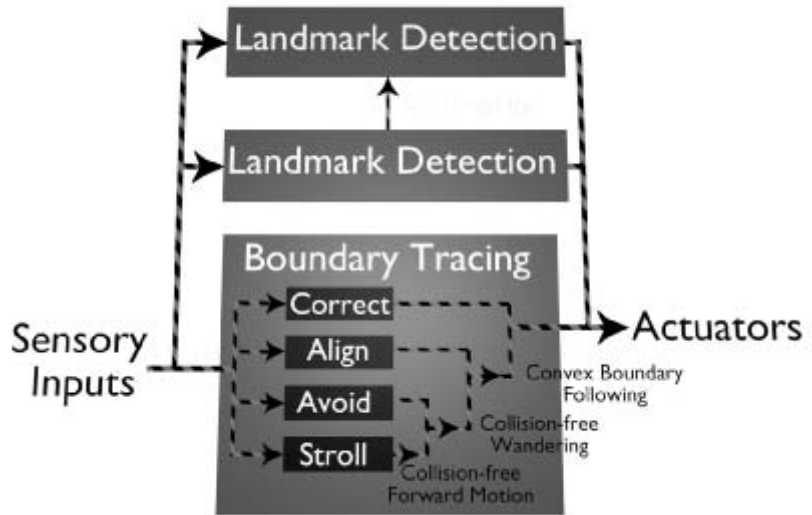 Landmark Detection
Landmark Detection
Boundary Tracing
Correct
Align
Avoid
Stroll
Sensory
Inputs
Actuators
Convex Boundary
Following
Collision-free
Wandering
Collision-free
Forward Motion